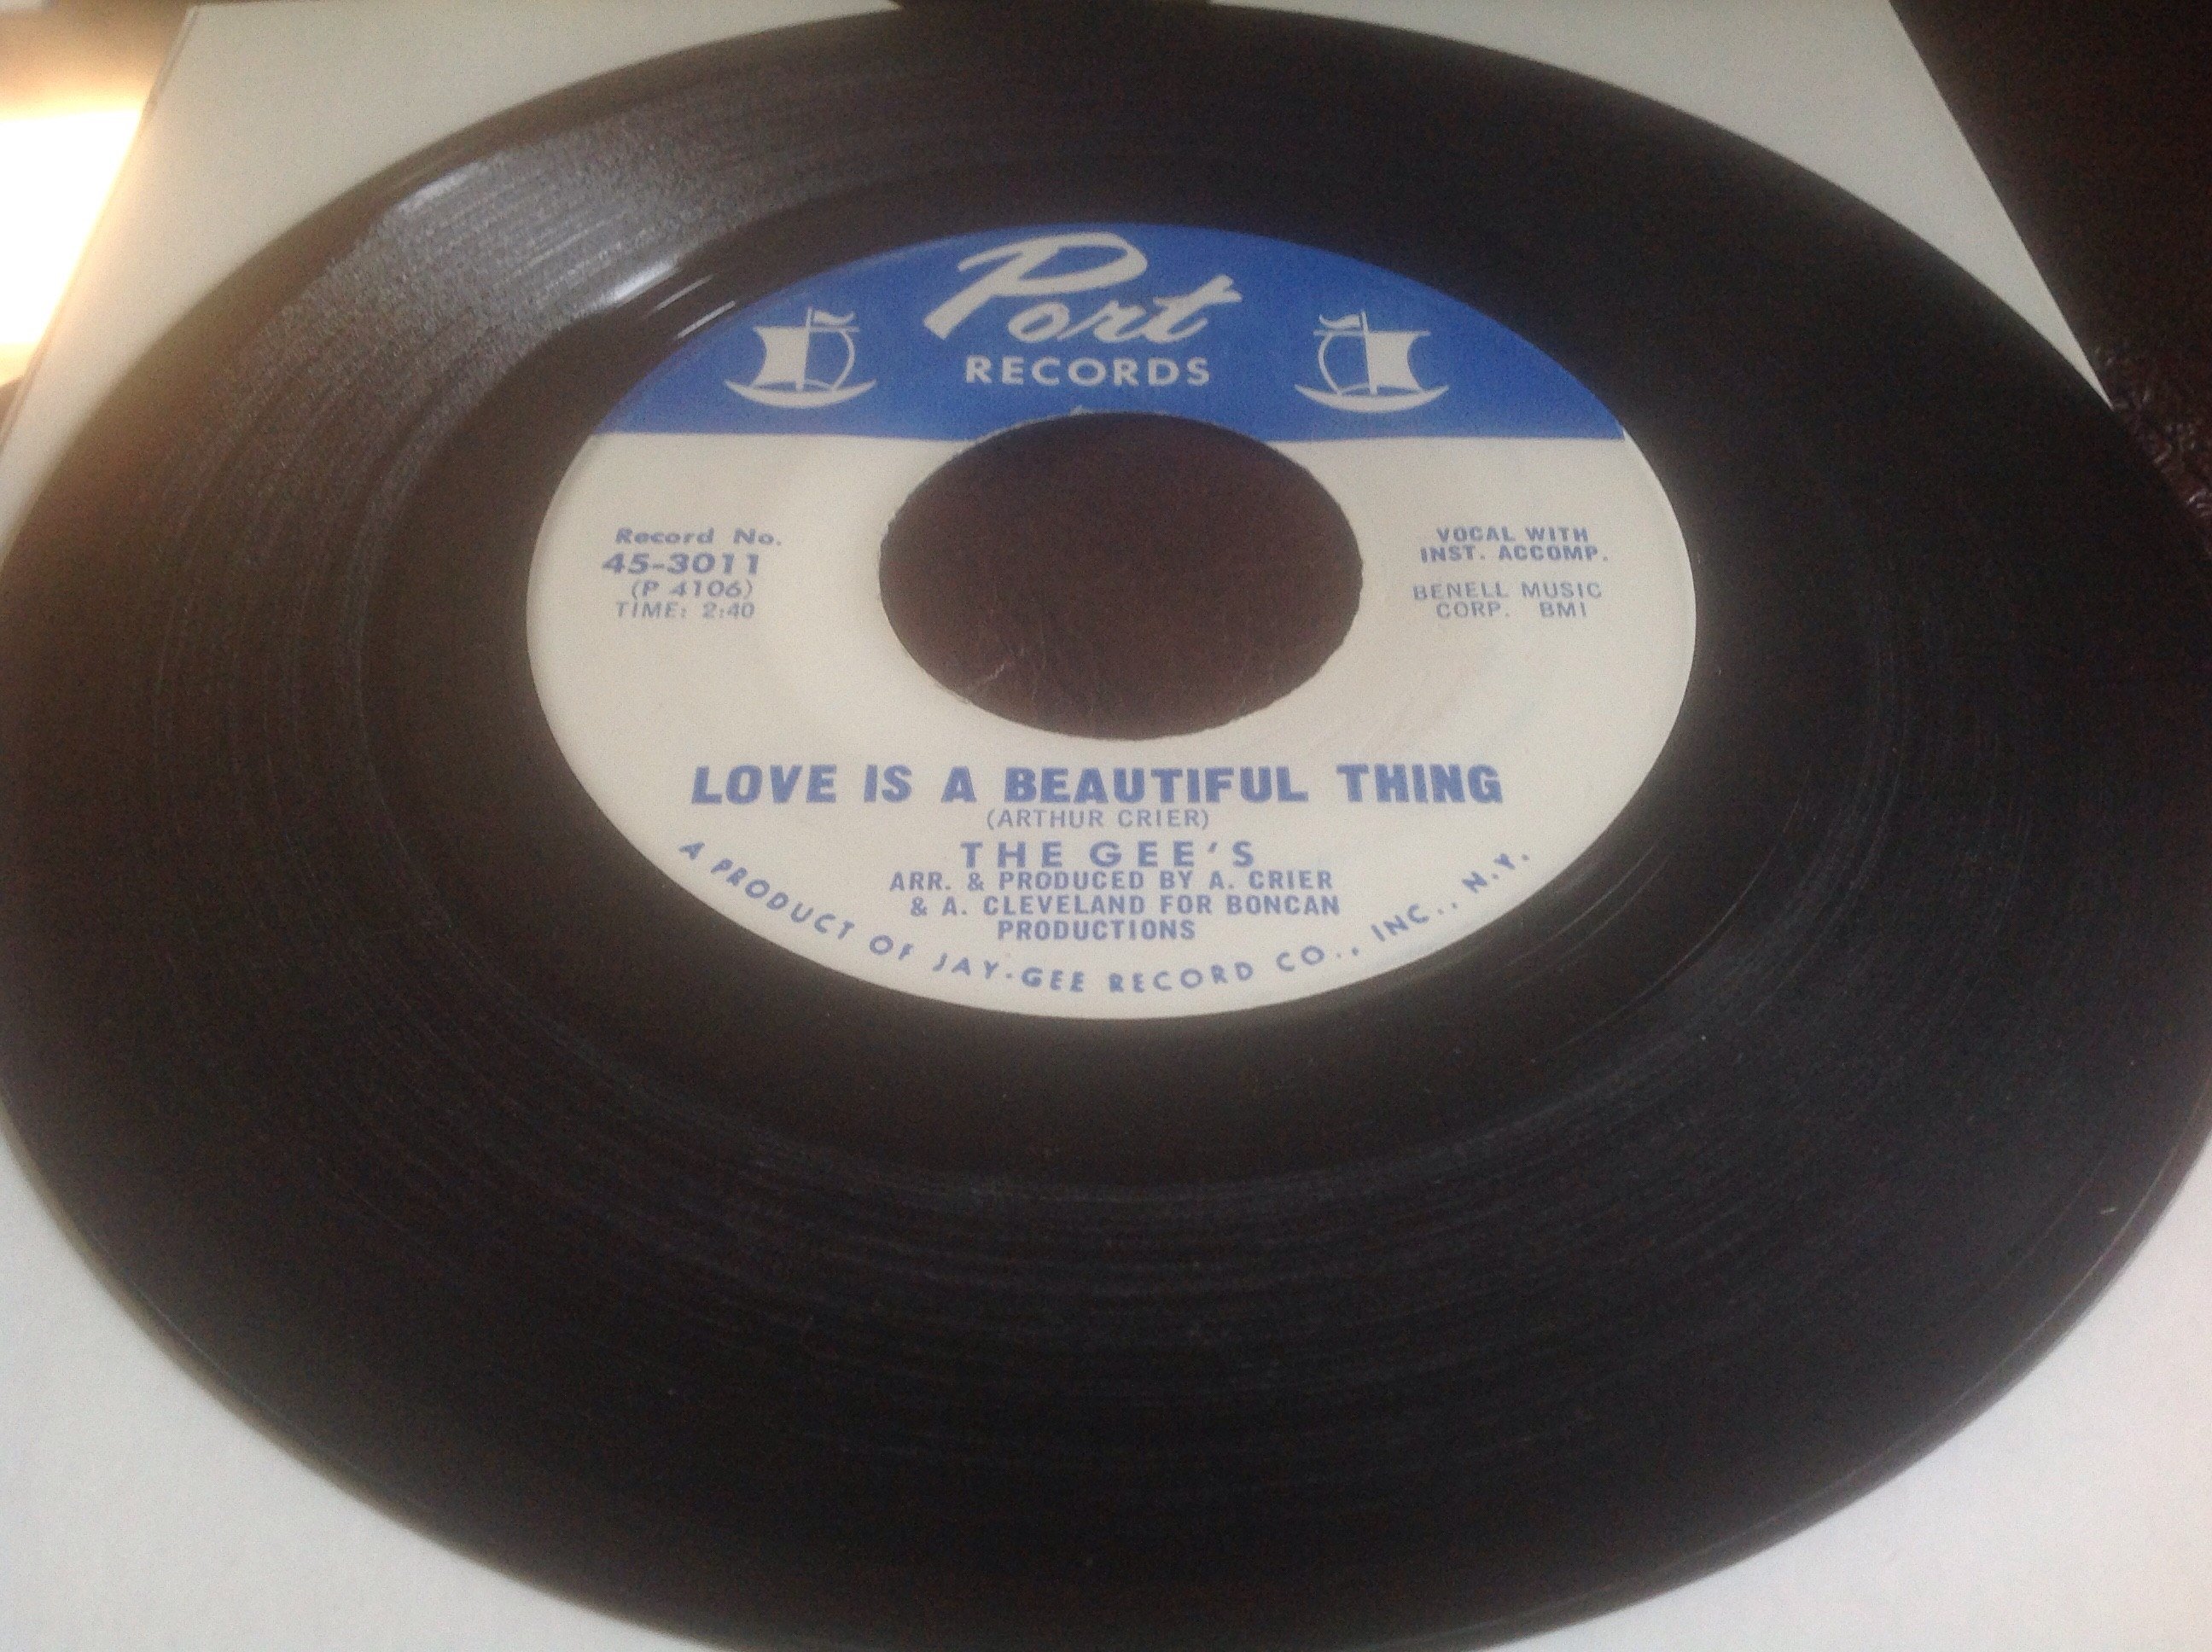 Port
RECORDS
Record No.
45-3011
(P 4106)
TIME: 2:40
VOCAL WITH
INST. ACCOMP.
BENELL MUSIC
CORP. BMI
LOVE IS A BEAUTIFUL THING
(ARTHUR CRIER)
THE GEE'S
ARR. & PRODUCED BY A. CRIER
& A. CLEVELAND FOR BONCAN
PRODUCTIONS
A PRODUCT OF JAY-GEE RECORD CO., INC., N.Y.